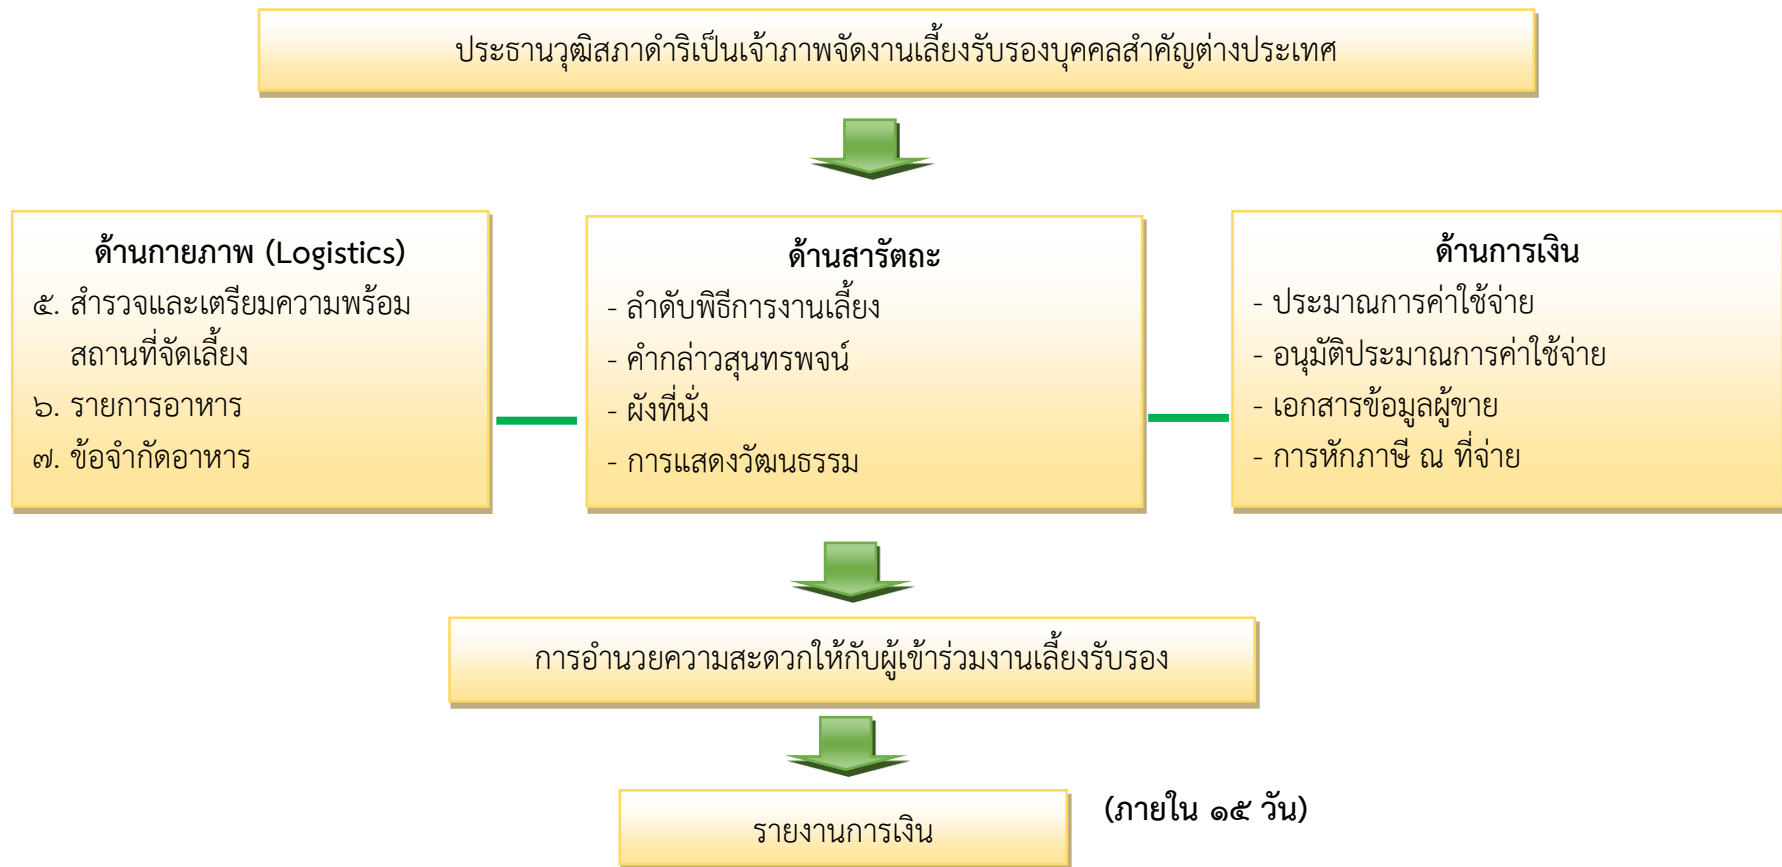 ประธานวุฒิสภาดำริเป็นเจ้าภาพจัดงานเลี้ยงรับรองบุคคลสำคัญต่างประเทศ
ด้านกายภาพ (Logistics)
๕. สำรวจและเตรียมความพร้อม
สถานที่จัดเลี้ยง
๖. รายการอาหาร
๗. ข้อจำกัดอาหาร
ด้านสารัตถะ
- ลำดับพิธีการงานเลี้ยง
- คำกล่าวสุนทรพจน์
- ผังที่นั่ง
- การแสดงวัฒนธรรม
ด้านการเงิน
- ประมาณการค่าใช้จ่าย
- อนุมัติประมาณการค่าใช้จ่าย
- เอกสารข้อมูลผู้ขาย
- การหักภาษี ณ ที่จ่าย
การอำนวยความสะดวกให้กับผู้เข้าร่วมงานเลี้ยงรับรอง
รายงานการเงิน
(ภายใน ๑๕ วัน)